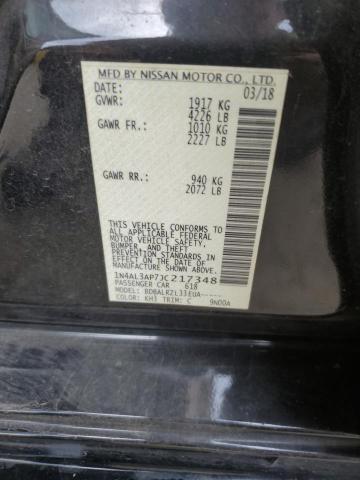 MFD BY NISSAN MOTOR CO., LTD.
DATE: 03/18
GVWR: 1917 KG
4226 LB
GAWR FR.: 1010 KG
2227 LB
GAWR RR.: 940 KG
2072 LB
THIS VEHICLE CONFORMS TO
ALL APPLICABLE FEDERAL
MOTOR VEHICLE SAFETY,
BUMPER, AND THEFT
PREVENTION STANDARDS
IN EFFECT ON THE DATE OF
MANUFACTURE SHOWN ABOVE.
1N4AL3AP7JC217348
PASSENGER CAR 618
MODEL: BDBALRZL33EUA-----
COLOR: KH3 TRIM: C 9N00A